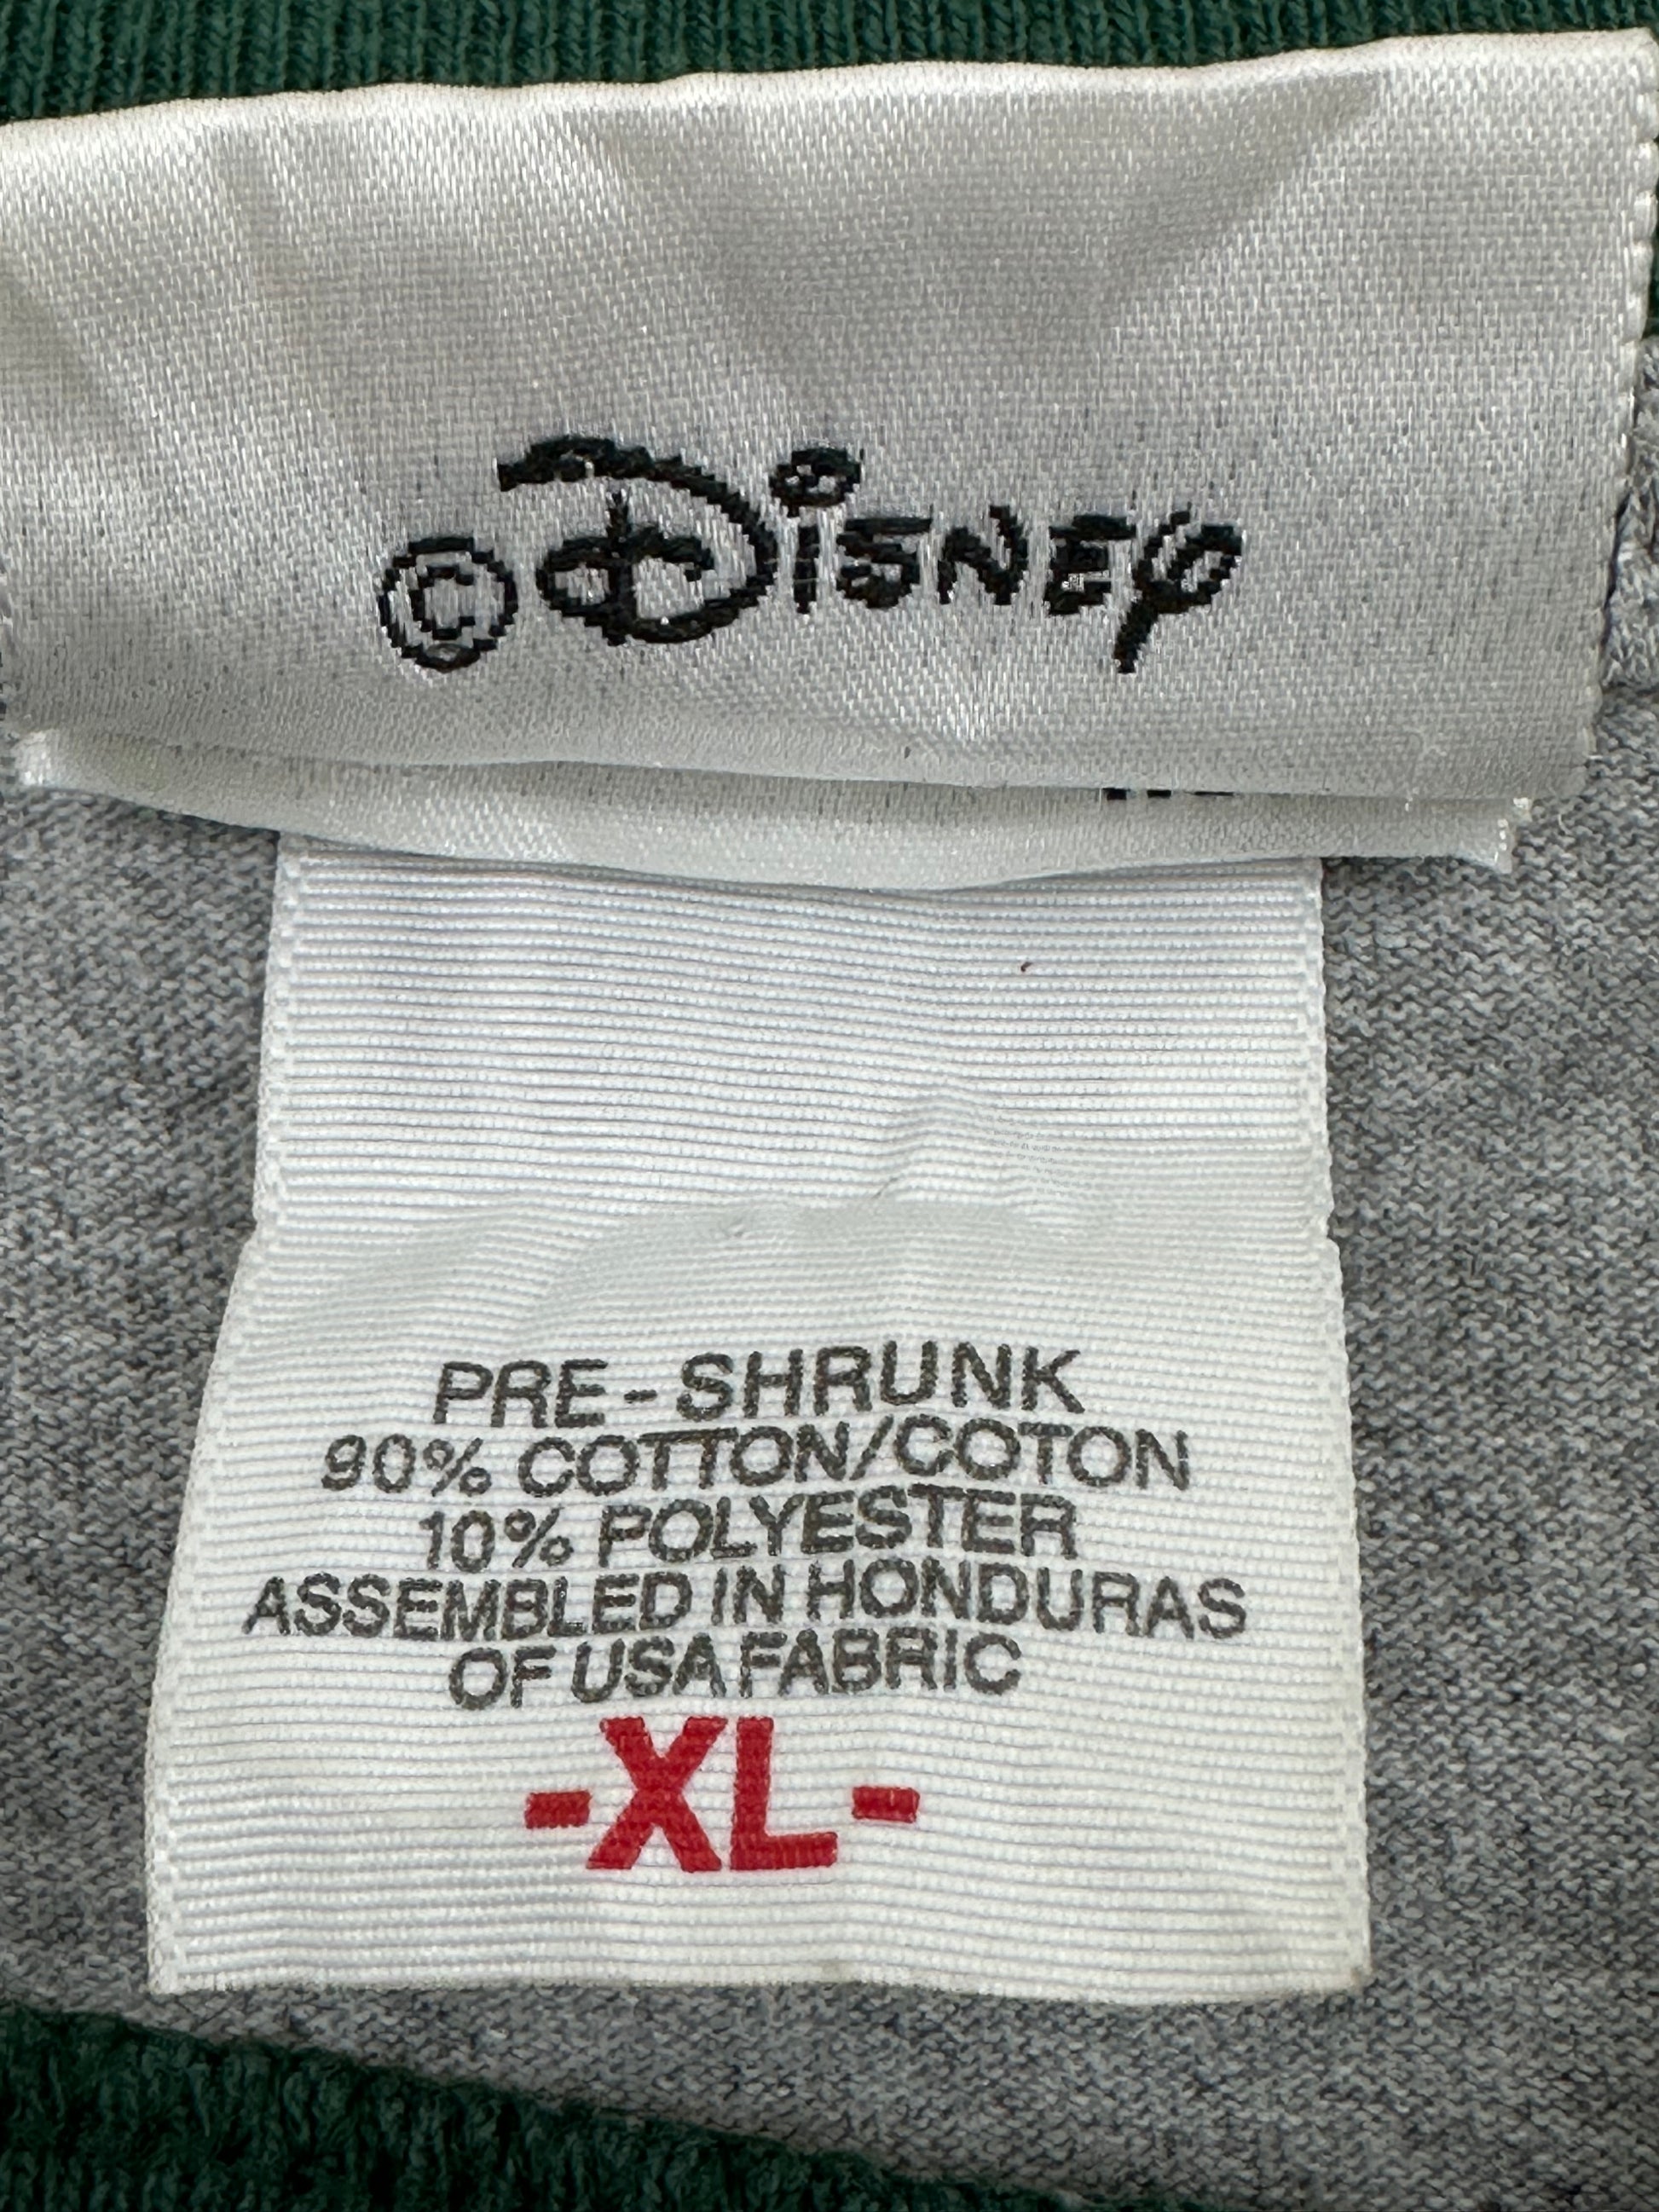 © Disney
PRE-SHRUNK
90% COTTON/COTON
10% POLYESTER
ASSEMBLED IN HONDURAS
OF USA FABRIC
-XL-